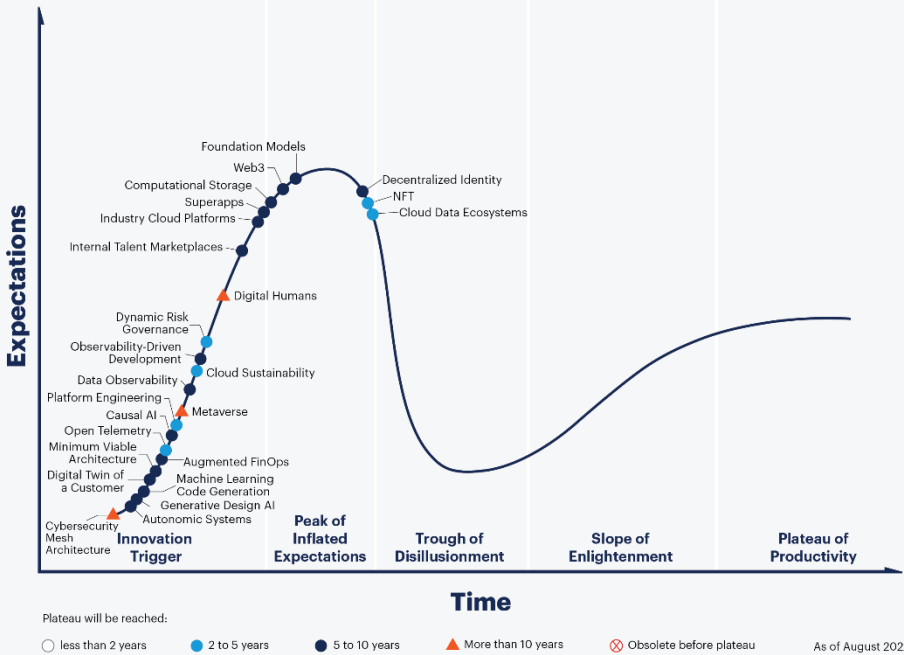 Expectations
Foundation Models
Web3
Computational Storage
Superapps
Industry Cloud Platforms
Internal Talent Marketplaces
Decentralized Identity
NFT
Cloud Data Ecosystems
Digital Humans
Dynamic Risk
Governance
Observability-Driven
Development
Cloud Sustainability
Data Observability
Platform Engineering
Metaverse
Causal AI
Open Telemetry
Minimum Viable
Architecture
Augmented FinOps
Digital Twin of
a Customer
Machine Learning
Code Generation
Generative Design AI
Autonomic Systems
Cybersecurity
Mesh
Architecture
Innovation
Trigger
Peak of
Inflated
Expectations
Trough of
Disillusionment
Slope of
Enlightenment
Plateau of
Productivity
Time
Plateau will be reached:
less than 2 years
2 to 5 years
5 to 10 years
More than 10 years
Obsolete before plateau
As of August 202